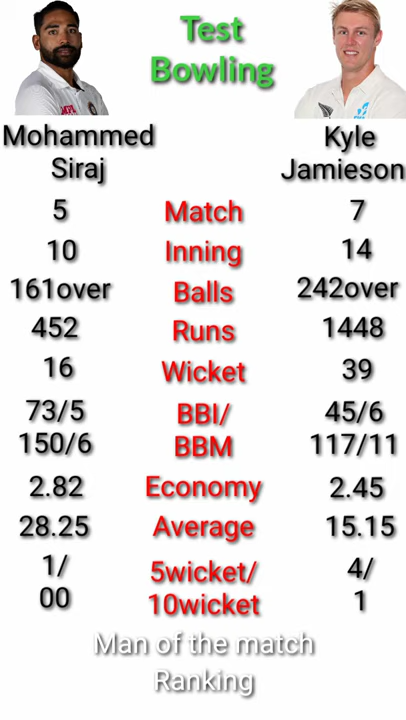 Test
Bowling
MPL
Mohammed
Siraj
Kyle
Jamieson
5 Match 7
10 Inning 14
161over Balls 242over
452 Runs 1448
16 Wicket 39
73/5 BBI/ 45/6
150/6 BBM 117/11
2.82 Economy 2.45
28.25 Average 15.15
1/ 5wicket/ 4/
00 10wicket 1
Man of the match
Ranking